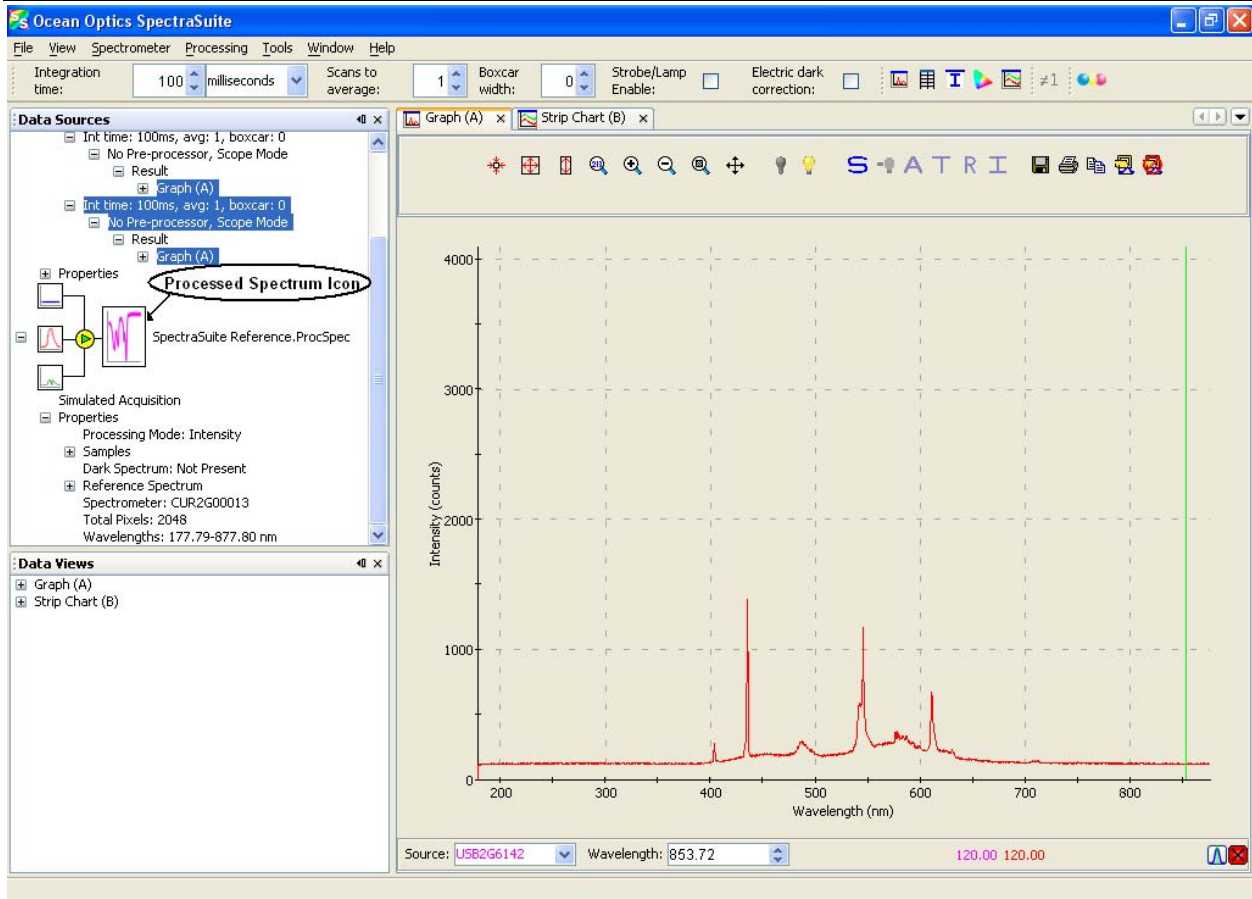 Ocean Optics SpectraSuite
File View Spectrometer Processing Tools Window Help
Integration time: 100 milliseconds Scans to average: 1 Boxcar width: 0 Strobe/Lamp Enable: Electric dark correction: ≠1
Data Sources
Int time: 100ms, avg: 1, boxcar: 0
No Pre-processor, Scope Mode
Result
Graph (A)
Int time: 100ms, avg: 1, boxcar: 0
No Pre-processor, Scope Mode
Result
Graph (A)
Properties
Processed Spectrum Icon
SpectraSuite Reference.ProcSpec
Simulated Acquisition
Properties
Processing Mode: Intensity
Samples
Dark Spectrum: Not Present
Reference Spectrum
Spectrometer: CUR2G00013
Total Pixels: 2048
Wavelengths: 177.79-877.80 nm
Data Views
Graph (A)
Strip Chart (B)
Graph (A) Strip Chart (B)
S A T R I
4000
3000
2000
1000
0
Intensity (counts)
200 300 400 500 600 700 800
Wavelength (nm)
Source: USB2G6142 Wavelength: 853.72 120.00 120.00